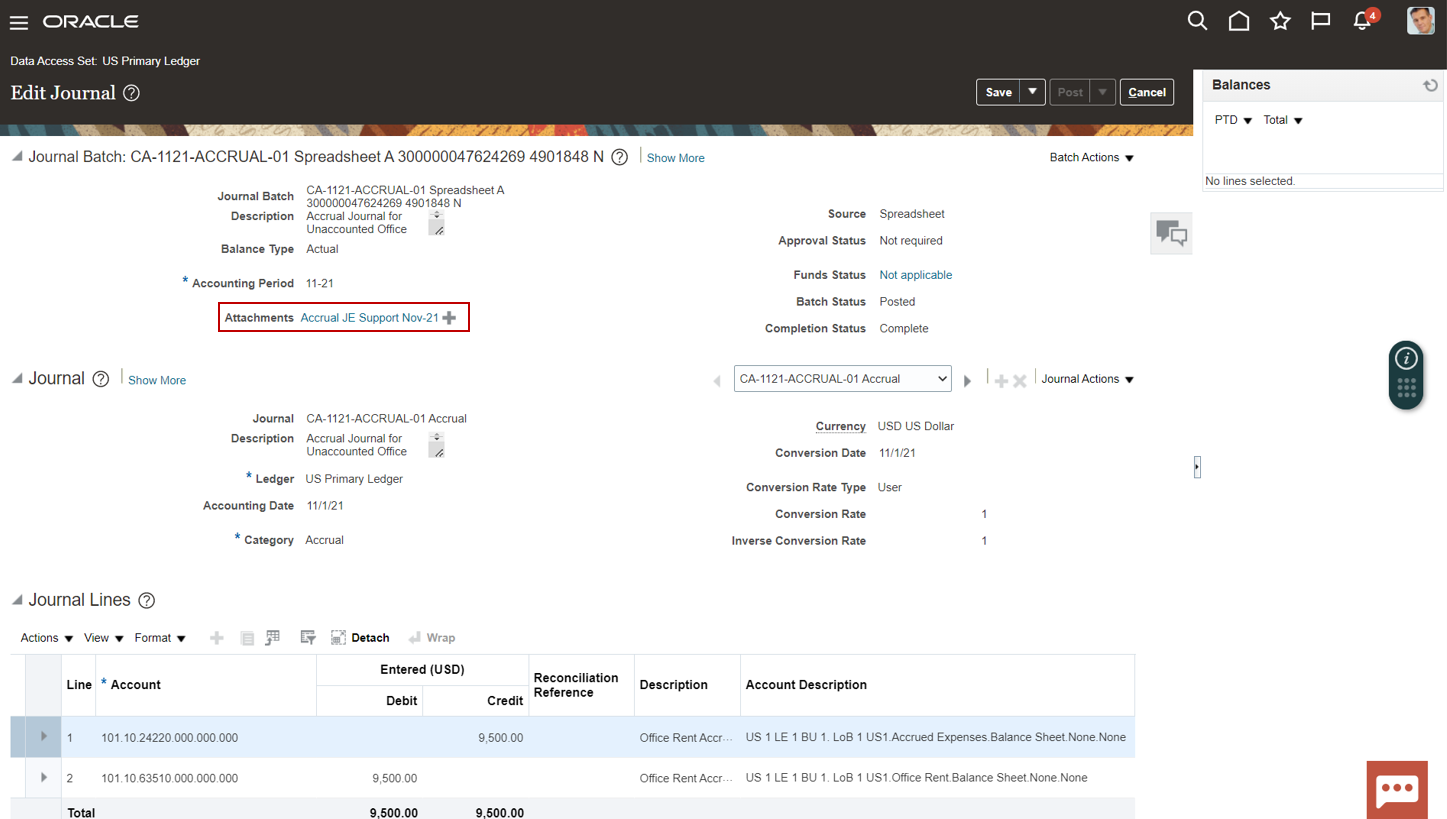 ORACLE
4
Data Access Set: US Primary Ledger
Edit Journal ?
Save Post Cancel
Balances
PTD Total
No lines selected.
Journal Batch: CA-1121-ACCRUAL-01 Spreadsheet A 300000047624269 4901848 N ? Show More
Batch Actions
Journal Batch CA-1121-ACCRUAL-01 Spreadsheet A
300000047624269 4901848 N
Description Accrual Journal for
Unaccounted Office
Balance Type Actual
* Accounting Period 11-21
Attachments Accrual JE Support Nov-21
Source Spreadsheet
Approval Status Not required
Funds Status Not applicable
Batch Status Posted
Completion Status Complete
Journal ? Show More
CA-1121-ACCRUAL-01 Accrual
Journal Actions
Journal CA-1121-ACCRUAL-01 Accrual
Description Accrual Journal for
Unaccounted Office
* Ledger US Primary Ledger
Accounting Date 11/1/21
* Category Accrual
Currency USD US Dollar
Conversion Date 11/1/21
Conversion Rate Type User
Conversion Rate 1
Inverse Conversion Rate 1
i
Journal Lines ?
Actions View Format Detach Wrap
Line * Account Entered (USD) Reconciliation Reference Description Account Description
Debit Credit
1 101.10.24220.000.000.000 9,500.00 Office Rent Accr... US 1 LE 1 BU 1. LoB 1 US1.Accrued Expenses.Balance Sheet.None.None
2 101.10.63510.000.000.000 9,500.00 Office Rent Accr... US 1 LE 1 BU 1. LoB 1 US1.Office Rent.Balance Sheet.None.None
Total 9,500.00 9,500.00